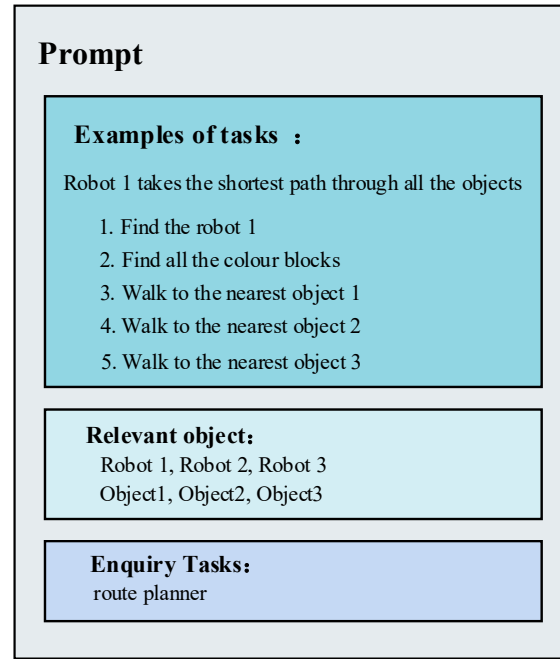 Prompt
Examples of tasks ：
Robot 1 takes the shortest path through all the objects
1. Find the robot 1
2. Find all the colour blocks
3. Walk to the nearest object 1
4. Walk to the nearest object 2
5. Walk to the nearest object 3
Relevant object：
Robot 1, Robot 2, Robot 3
Object1, Object2, Object3
Enquiry Tasks：
route planner